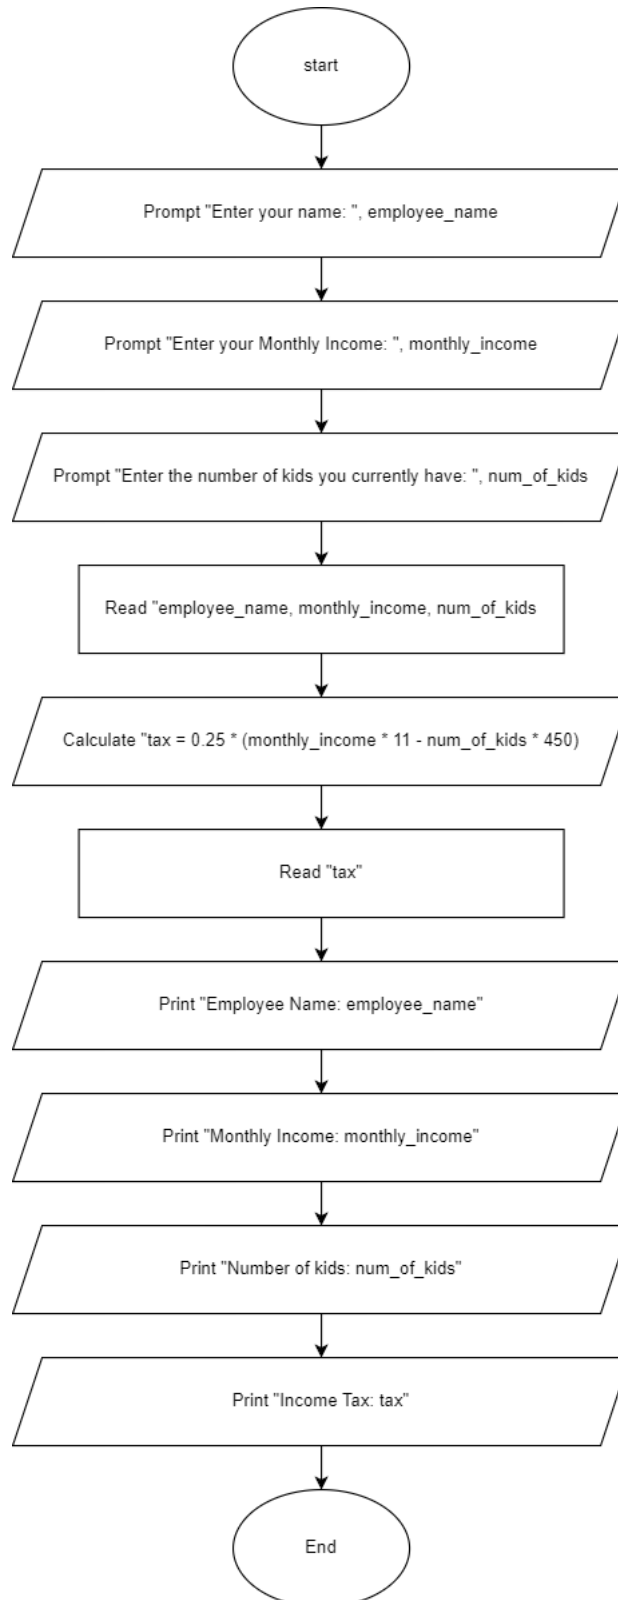 start
Prompt "Enter your name: ", employee_name
Prompt "Enter your Monthly Income: ", monthly_income
Prompt "Enter the number of kids you currently have: ", num_of_kids
Read "employee_name, monthly_income, num_of_kids
Calculate "tax = 0.25 * (monthly_income * 11 - num_of_kids * 450)
Read "tax"
Print "Employee Name: employee_name"
Print "Monthly Income: monthly_income"
Print "Number of kids: num_of_kids"
Print "Income Tax: tax"
End